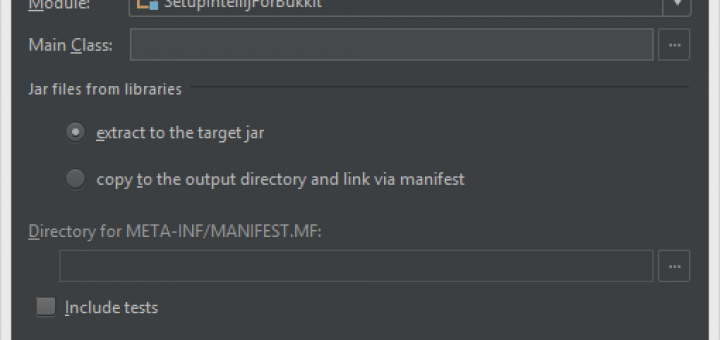 Module: SetupIntellijForBukkit
Main Class: ...
Jar files from libraries
extract to the target jar
copy to the output directory and link via manifest
Directory for META-INF/MANIFEST.MF:
...
Include tests